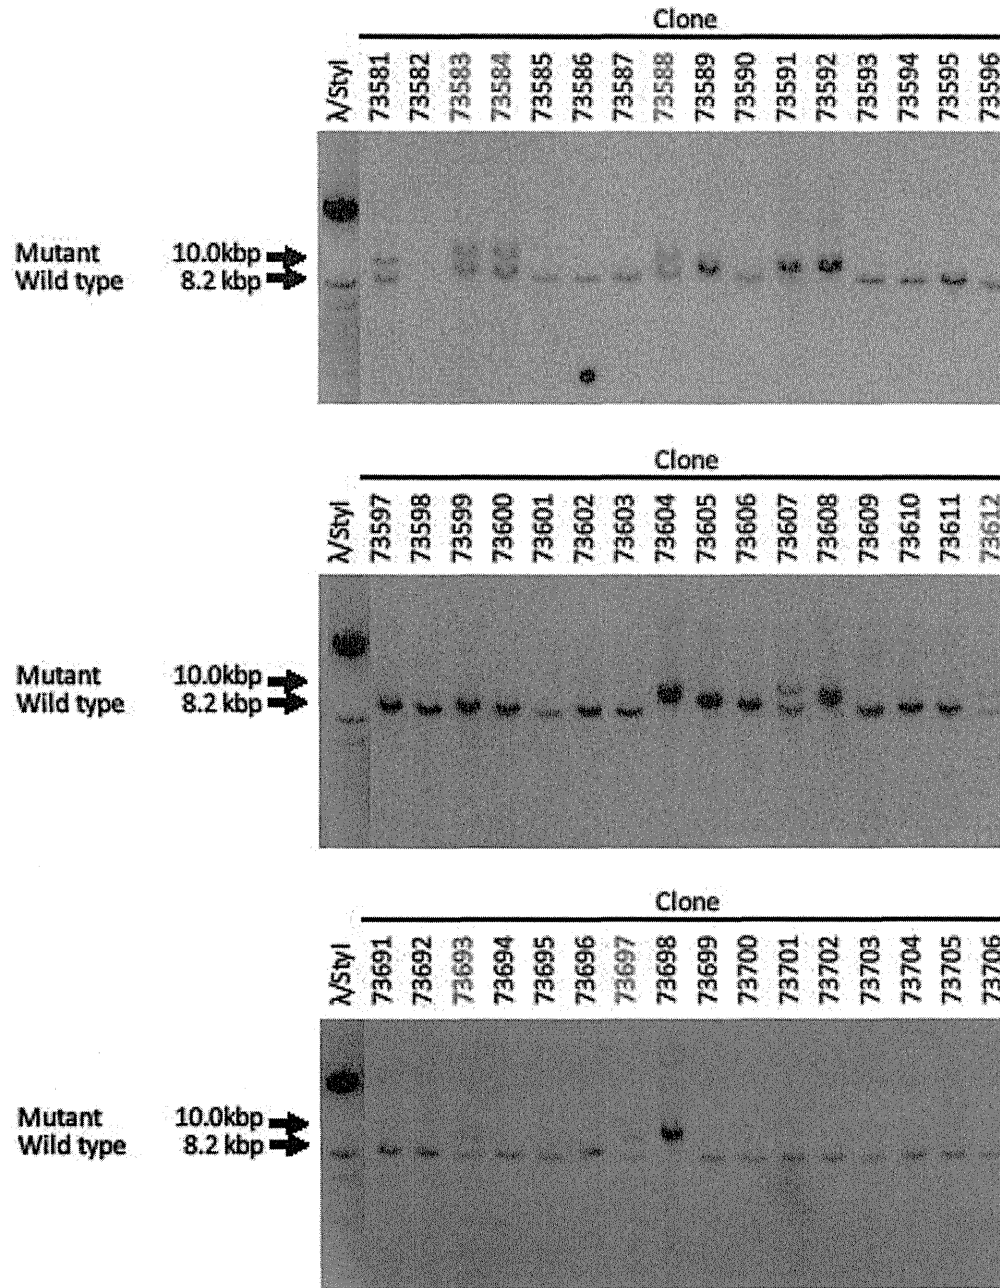 Clone
λ/StyI 73581 73582 73583 73584 73585 73586 73587 73588 73589 73590 73591 73592 73593 73594 73595 73596
Mutant 10.0kbp
Wild type 8.2 kbp
Clone
λ/StyI 73597 73598 73599 73600 73601 73602 73603 73604 73605 73606 73607 73608 73609 73610 73611 73612
Mutant 10.0kbp
Wild type 8.2 kbp
Clone
λ/StyI 73691 73692 73693 73694 73695 73696 73697 73698 73699 73700 73701 73702 73703 73704 73705 73706
Mutant 10.0kbp
Wild type 8.2 kbp